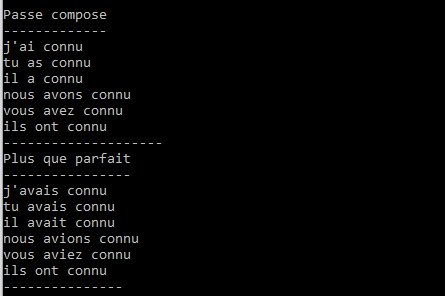 Passe compose
-------------
j'ai connu
tu as connu
il a connu
nous avons connu
vous avez connu
ils ont connu
--------------------
Plus que parfait
----------------
j'avais connu
tu avais connu
il avait connu
nous avions connu
vous aviez connu
ils ont connu
---------------